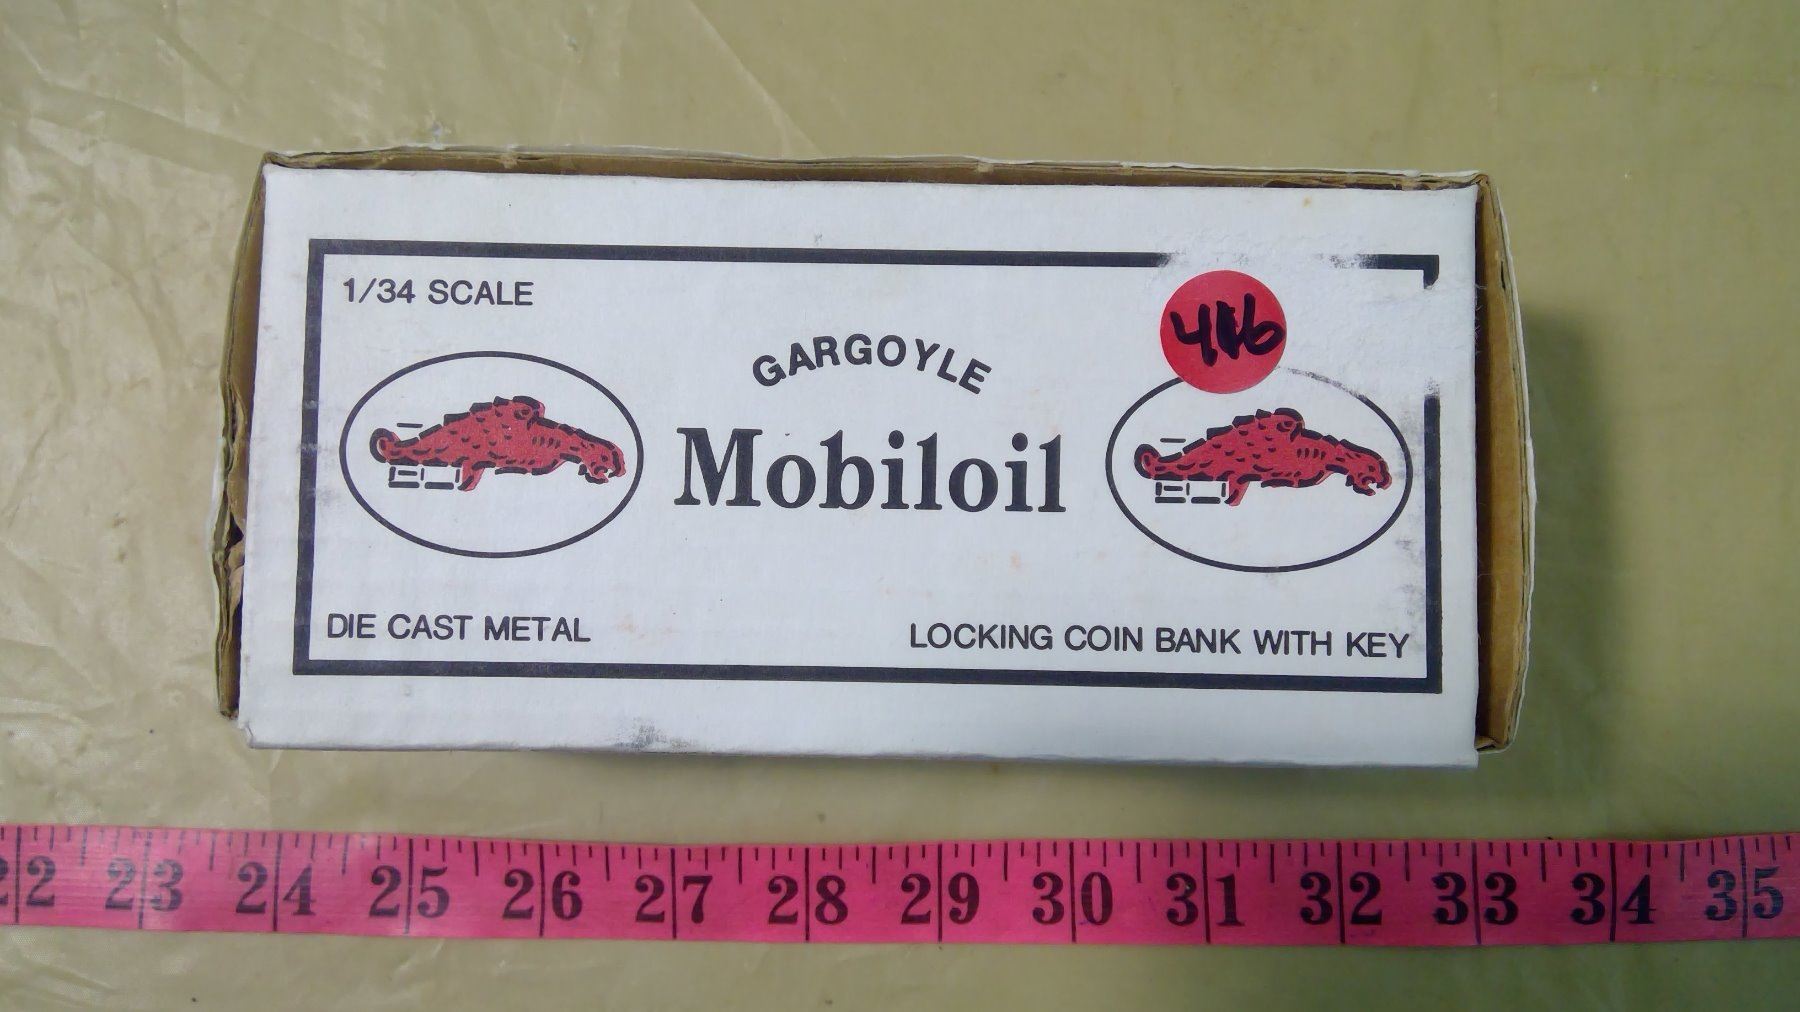 1/34 SCALE
416
GARGOYLE
Mobiloil
DIE CAST METAL
LOCKING COIN BANK WITH KEY
22 23 24 25 26 27 28 29 30 31 32 33 34 35